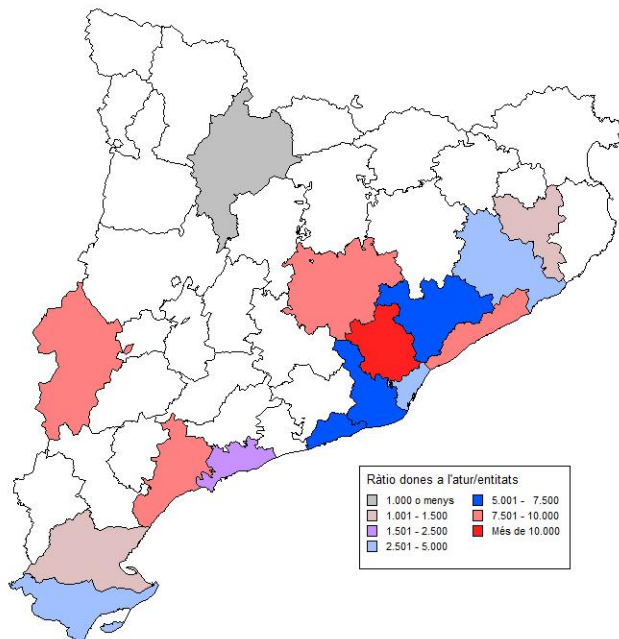 Ràtio dones a l'atur/entitats
1.000 o menys
1.001 - 1.500
1.501 - 2.500
2.501 - 5.000
5.001 - 7.500
7.501 - 10.000
Més de 10.000